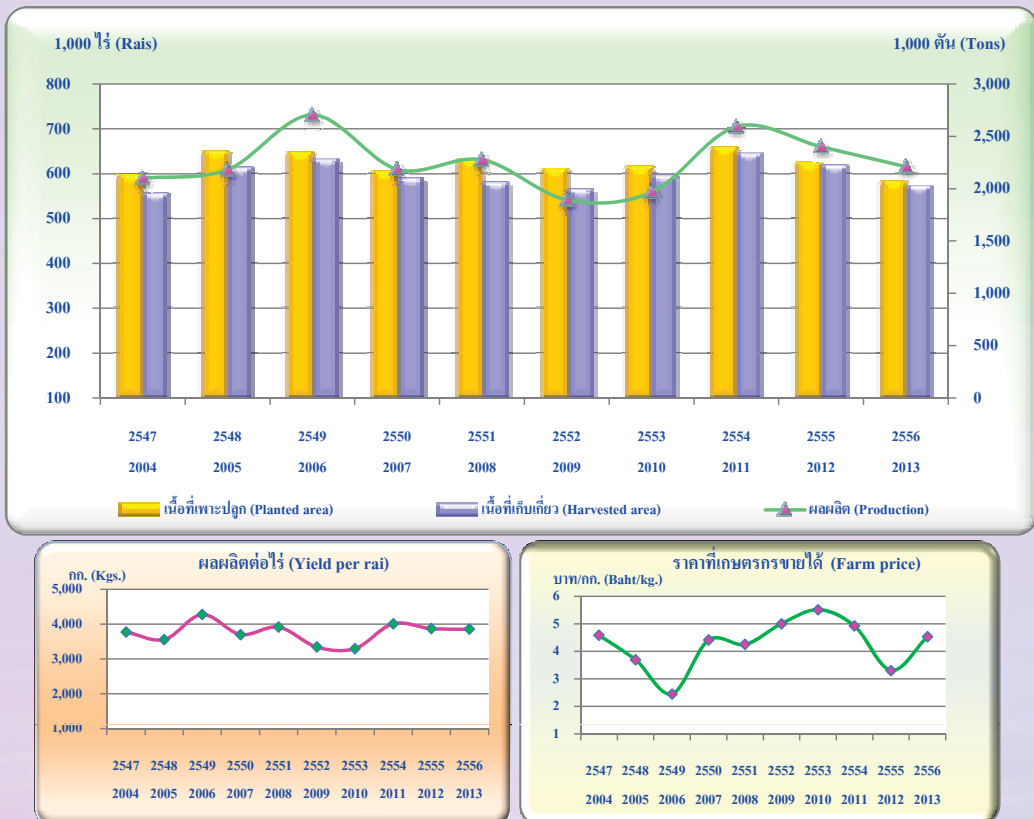 1,000 ไร่ (Rais) 1,000 ตัน (Tons)
800 3,000
700 2,500
600 2,000
500 1,500
400 1,000
300 500
200 0
100
2547 2548 2549 2550 2551 2552 2553 2554 2555 2556
2004 2005 2006 2007 2008 2009 2010 2011 2012 2013
เนื้อที่เพาะปลูก (Planted area) เนื้อที่เก็บเกี่ยว (Harvested area) ผลผลิต (Production)
ผลผลิตต่อไร่ (Yield per rai)
กก. (Kgs.)
5,000
4,000
3,000
2,000
1,000
2547 2548 2549 2550 2551 2552 2553 2554 2555 2556
2004 2005 2006 2007 2008 2009 2010 2011 2012 2013
ราคาที่เกษตรกรขายได้ (Farm price)
บาท/กก. (Baht/kg.)
6
5
4
3
2
1
2547 2548 2549 2550 2551 2552 2553 2554 2555 2556
2004 2005 2006 2007 2008 2009 2010 2011 2012 2013